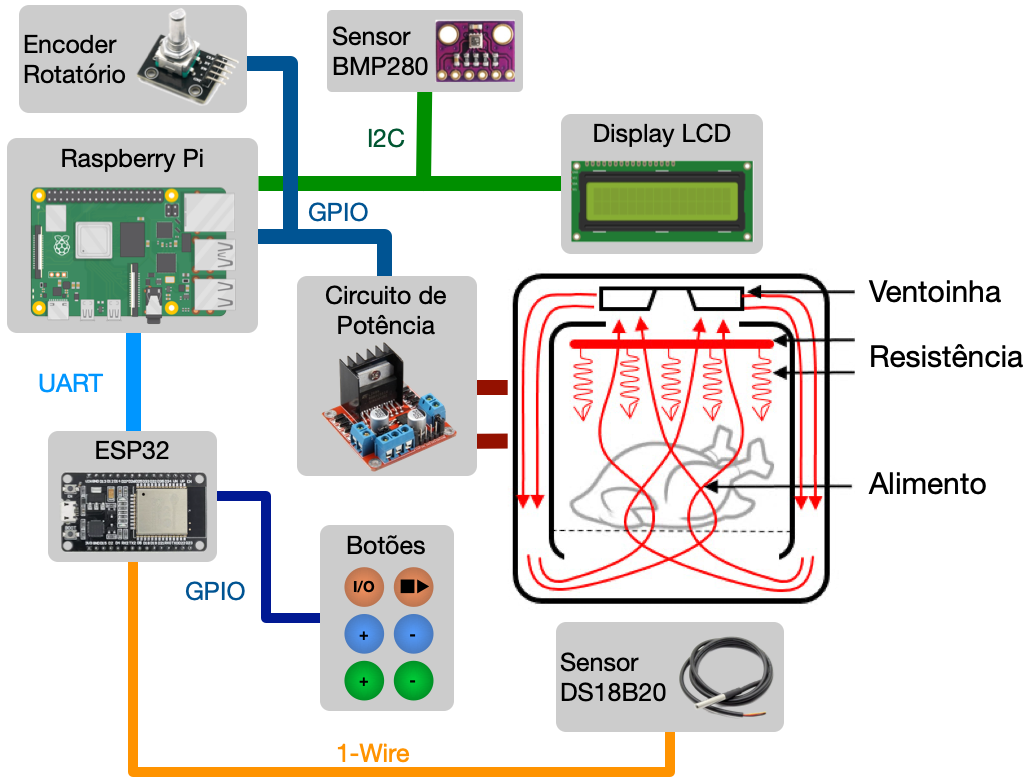 Encoder
Rotatório
Sensor
BMP280
I2C
Display LCD
Raspberry Pi
GPIO
Circuito de
Potência
Ventoinha
Resistência
Alimento
UART
ESP32
GPIO
Botões
I/O
+ -
+ -
Sensor
DS18B20
1-Wire